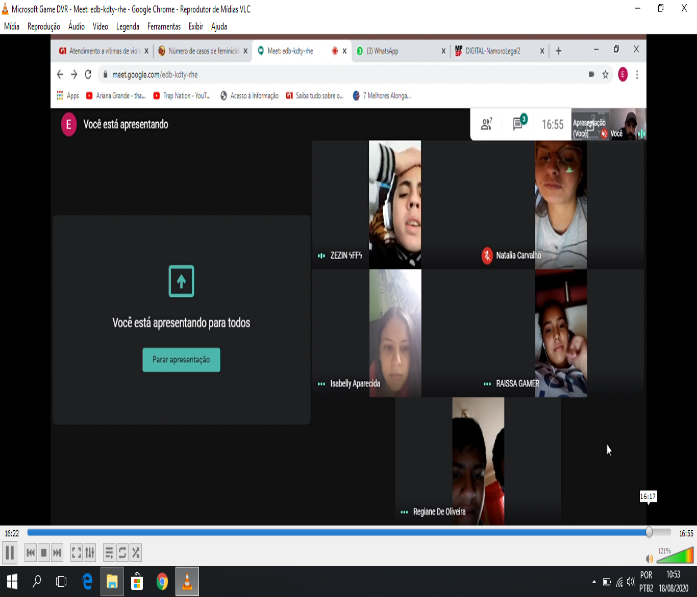 Microsoft Game DVR - Meet: edb-kdty-rhe - Google Chrome - Reprodutor de Mídias VLC
Mídia Reprodução Áudio Vídeo Legenda Ferramentas Exibir Ajuda
G1 Atendimento a vítimas de viol
Número de casos de feminicíd
Meet: edb-kdty-rhe
(3) WhatsApp
DIGITAL-NamoroLegal2
meet.google.com/edb-kdty-rhe
E
Apps
Ariana Grande - tha...
Trap Nation - YouT...
Acesso à Informação
G1 Saiba tudo sobre o...
7 Melhores Alonga...
E Você está apresentando
7
3
16:55
Apresentação
(Você)
Você
ZEZIN
Natalia Carvalho
Você está apresentando para todos
Parar apresentação
Isabelly Aparecida
RAISSA GAMER
Regiane De Oliveira
16:17
16:22
16:55
121%
POR
PTB2
10:53
18/08/2020